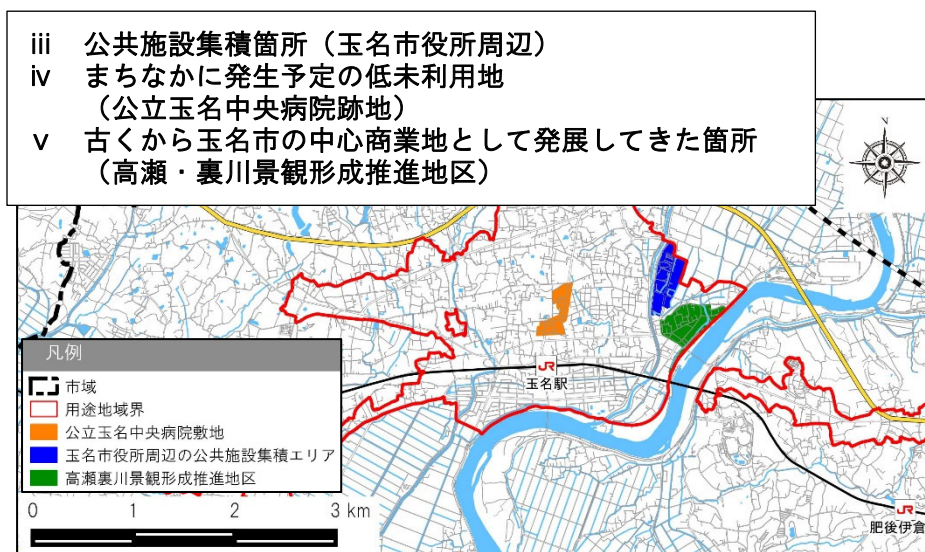 iii 公共施設集積箇所（玉名市役所周辺）
iv まちなかに発生予定の低未利用地
（公立玉名中央病院跡地）
v 古くから玉名市の中心商業地として発展してきた箇所
（高瀬・裏川景観形成推進地区）
N
JR
玉名駅
凡例
市域
用途地域界
公立玉名中央病院敷地
玉名市役所周辺の公共施設集積エリア
高瀬裏川景観形成推進地区
0 1 2 3 km
JR
肥後伊倉